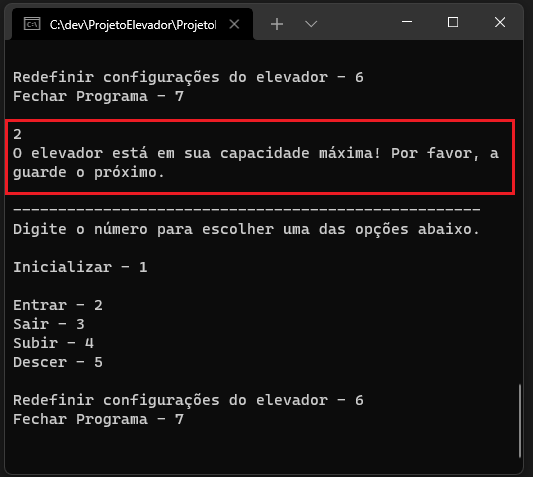 C:\dev\ProjetoElevador\Projeto
Redefinir configurações do elevador - 6
Fechar Programa - 7
2
O elevador está em sua capacidade máxima! Por favor, a
guarde o próximo.
----------------------------------------------------
Digite o número para escolher uma das opções abaixo.
Inicializar - 1
Entrar - 2
Sair - 3
Subir - 4
Descer - 5
Redefinir configurações do elevador - 6
Fechar Programa - 7